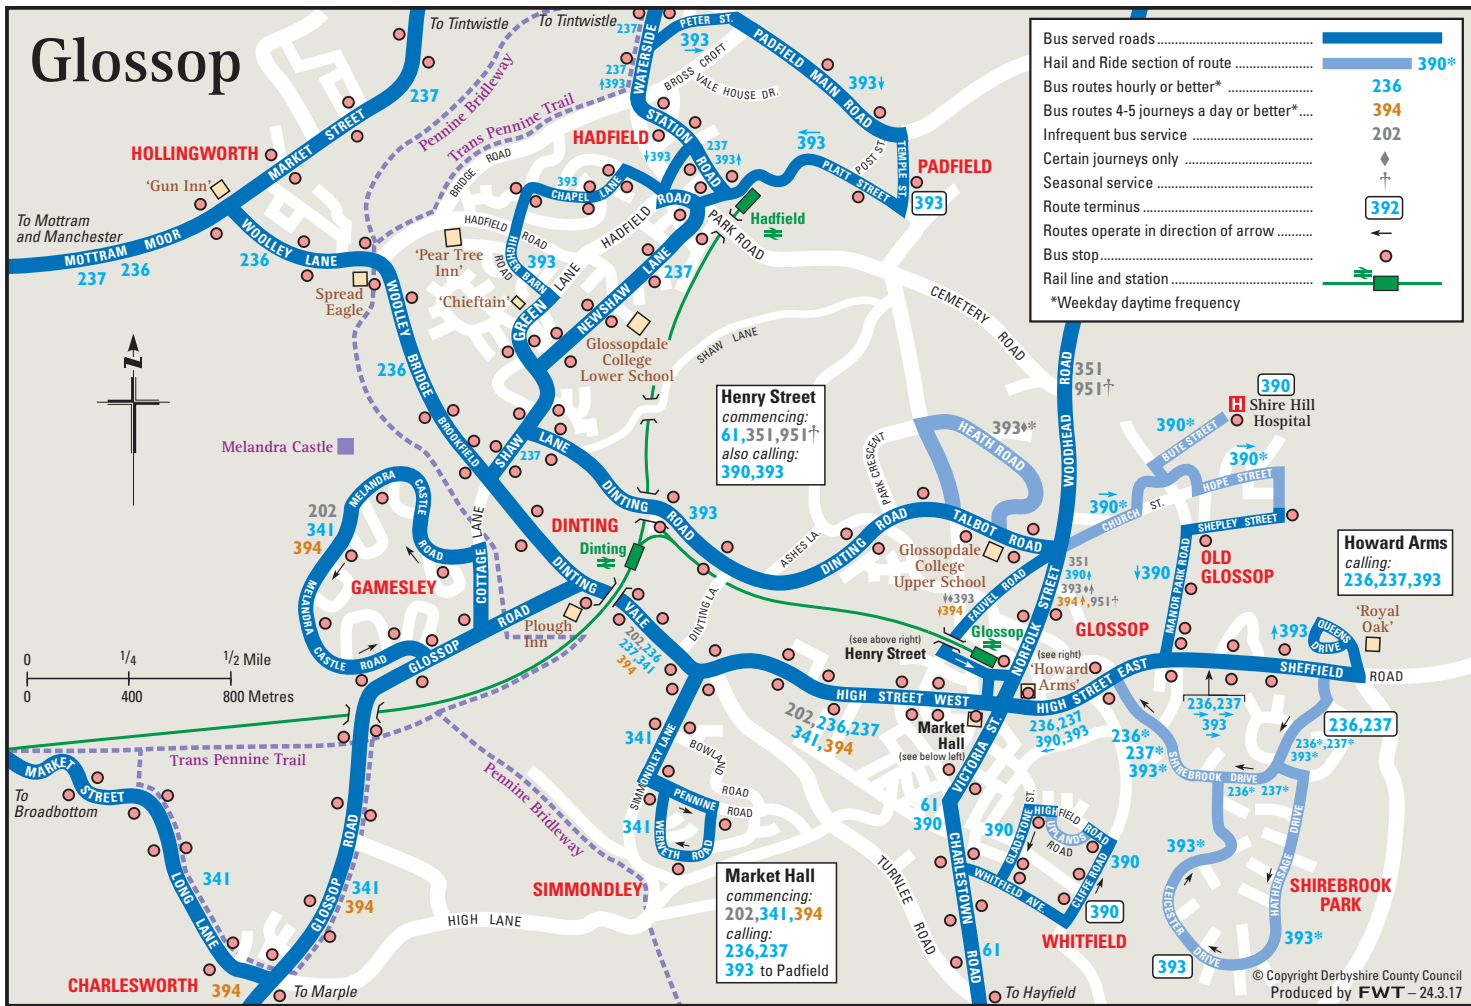 Glossop
To Tintwistle
To Tintwistle
237
237
237
↑393
WATERSIDE
PETER ST.
393
→
PADFIELD MAIN ROAD
393↓
BROSS CROFT
VALE HOUSE DR.
Pennine Bridleway
Trans Pennine Trail
MARKET STREET
HOLLINGWORTH
'Gun Inn'
To Mottram
and Manchester
MOTTRAM MOOR
237
236
WOOLLEY LANE
236
Spread
Eagle
HADFIELD
STATION ROAD
237
393↑
↓393
BRIDGE ROAD
393
CHAPEL LANE
HADFIELD ROAD
HADFIELD ROAD
HIGHER BARN ROAD
393
'Pear Tree
Inn'
'Chieftain'
GREEN LANE
NEWSHAW LANE
237
PARK ROAD
Hadfield
←
393
PLATT STREET
POST ST.
TEMPLE ST.
PADFIELD
393
Glossopdale
College
Lower School
SHAW LANE
CEMETERY ROAD
WOODHEAD ROAD
351
951†
Bus served roads
Hail and Ride section of route 390*
Bus routes hourly or better* 236
Bus routes 4-5 journeys a day or better* 394
Infrequent bus service 202
Certain journeys only ♦
Seasonal service †
Route terminus 392
Routes operate in direction of arrow ←
Bus stop
Rail line and station
*Weekday daytime frequency
N
WOOLLEY BRIDGE
236
BROOKFIELD
Melandra Castle
SHAW LANE
237
Henry Street
commencing:
61,351,951†
also calling:
390,393
390
H Shire Hill
Hospital
390*
BUTE STREET
→
390*
HOPE STREET
→
390*
CHURCH ST.
SHEPLEY STREET
OLD
GLOSSOP
↓390
MANOR PARK ROAD
393♦*
HEATH ROAD
PARK CRESCENT
TALBOT ROAD
DINTING ROAD
393
DINTING ROAD
ASHES LA.
DINTING LA.
Glossopdale
College
Upper School
FAUVEL ROAD
NORFOLK STREET
GLOSSOP
Glossop
Howard Arms
calling:
236,237,393
'Royal
Oak'
MELANDRA CASTLE ROAD
202
341
394
GAMESLEY
MELANDRA CASTLE ROAD
COTTAGE LANE
GLOSSOP ROAD
DINTING
DINTING
Dinting
Plough
Inn
VALE
202,236
237,341
394
0 1/4 1/2 Mile
0 400 800 Metres
(see above right)
Henry Street
(see right)
'Howard
Arms'
HIGH STREET WEST
202,236,237
341,394
Market
Hall
(see below left)
VICTORIA ST.
HIGH STREET EAST
236,237
390,393
←
↑393
QUEENS DRIVE
SHEFFIELD ROAD
236,237
→
393
→
236,237
236*
237*
393*
SHIREBROOK DRIVE
236*,237*
393*
236* 237*
HATHERSAGE DRIVE
393*
LEICESTER DRIVE
393*
393
SHIREBROOK
PARK
Trans Pennine Trail
MARKET STREET
To
Broadbottom
LONG LANE
341
GLOSSOP ROAD
341
394
CHARLESWORTH
394
To Marple
Pennine Bridleway
341
SIMMONDLEY LANE
BOWLAND ROAD
PENNINE ROAD
341
WERNETH ROAD
SIMMONDLEY
HIGH LANE
Market Hall
commencing:
202,341,394
calling:
236,237
393 to Padfield
TURNLEE ROAD
61
390
CHARLESTOWN ROAD
61
To Hayfield
390
GLADSTONE ST.
HIGHFIELD ROAD
UPLANDS ROAD
390
CLIFFE ROAD
WHITFIELD AVE.
390
WHITFIELD
351
390↑
393♦↑
394↑,951†
♦393
394
© Copyright Derbyshire County Council
Produced by FWT – 24.3.17